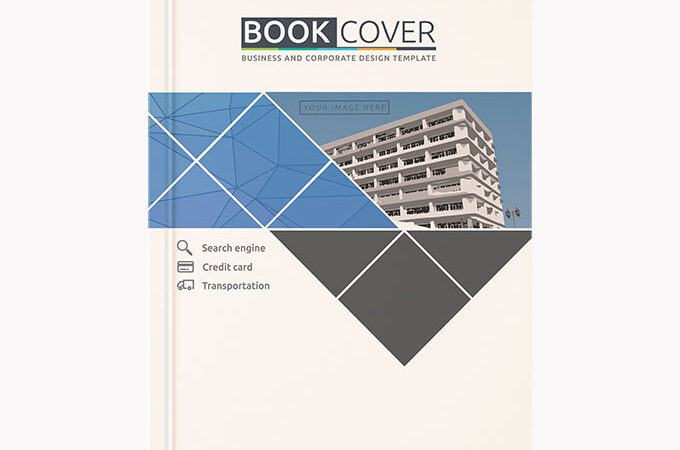 BOOK COVER
BUSINESS AND CORPORATE DESIGN TEMPLATE
YOUR IMAGE HERE
Search engine
Credit card
Transportation